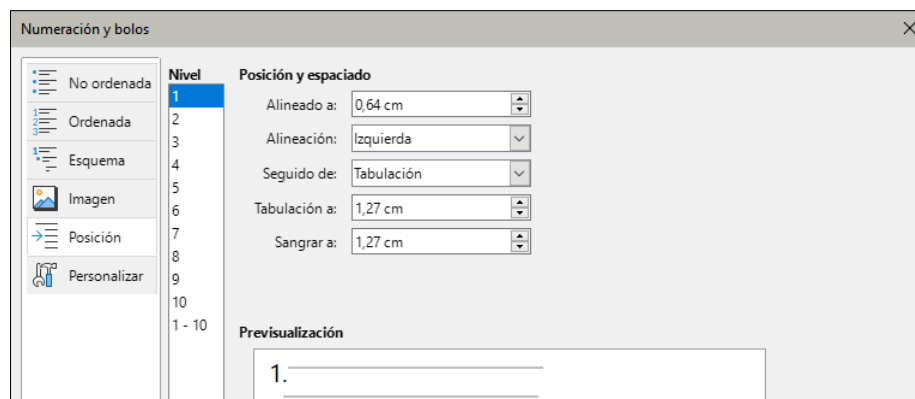 Numeración y bolos
No ordenada
Ordenada
Esquema
Imagen
Posición
Personalizar
Nivel
1
2
3
4
5
6
7
8
9
10
1 - 10
Posición y espaciado
Alineado a: 0,64 cm
Alineación: Izquierda
Seguido de: Tabulación
Tabulación a: 1,27 cm
Sangrar a: 1,27 cm
Previsualización
1.